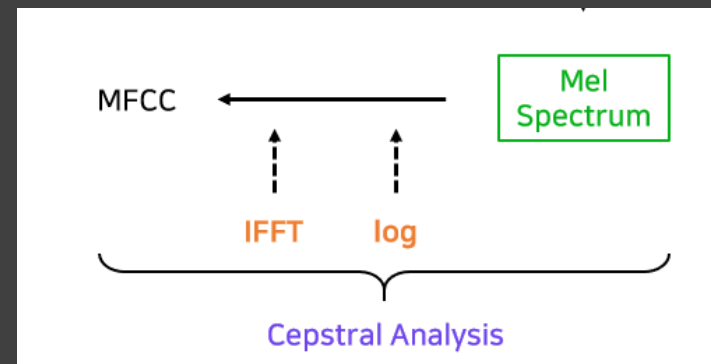 MFCC
Mel
Spectrum
IFFT
log
Cepstral Analysis